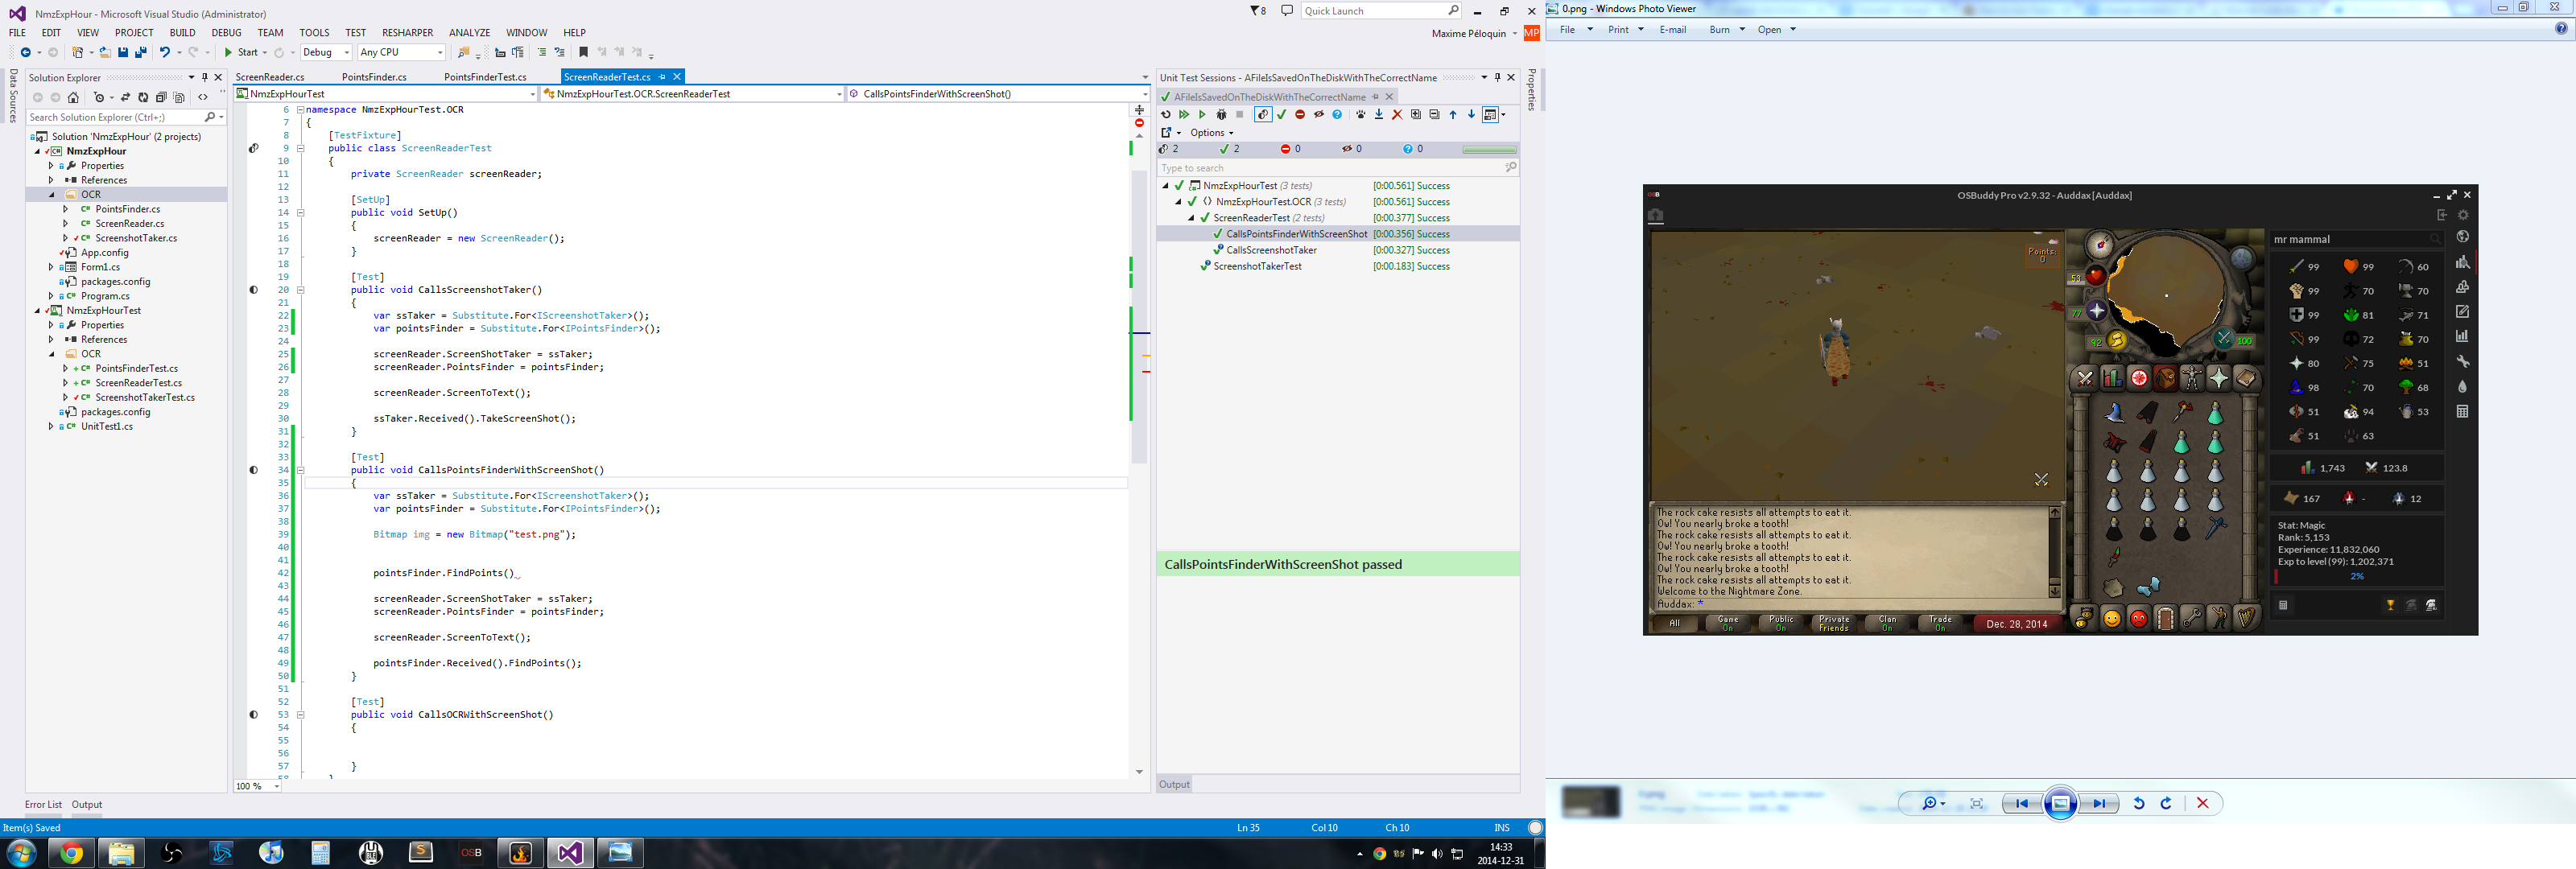 NmzExpHour - Microsoft Visual Studio (Administrator)
8
Quick Launch
FILE EDIT VIEW PROJECT BUILD DEBUG TEAM TOOLS TEST RESHARPER ANALYZE WINDOW HELP
Maxime Péloquin
MP
Start
Debug
Any CPU
Data Sources
Solution Explorer
Search Solution Explorer (Ctrl+;)
Solution 'NmzExpHour' (2 projects)
NmzExpHour
Properties
References
OCR
PointsFinder.cs
ScreenReader.cs
ScreenshotTaker.cs
App.config
Form1.cs
packages.config
Program.cs
NmzExpHourTest
Properties
References
OCR
PointsFinderTest.cs
ScreenReaderTest.cs
ScreenshotTakerTest.cs
packages.config
UnitTest1.cs
ScreenReader.cs PointsFinder.cs PointsFinderTest.cs ScreenReaderTest.cs
NmzExpHourTest
NmzExpHourTest.OCR.ScreenReaderTest
CallsPointsFinderWithScreenShot()
6 namespace NmzExpHourTest.OCR
7 {
8 [TestFixture]
9 public class ScreenReaderTest
10 {
11 private ScreenReader screenReader;
12
13 [SetUp]
14 public void SetUp()
15 {
16 screenReader = new ScreenReader();
17 }
18
19 [Test]
20 public void CallsScreenshotTaker()
21 {
22 var ssTaker = Substitute.For<IScreenshotTaker>();
23 var pointsFinder = Substitute.For<IPointsFinder>();
24
25 screenReader.ScreenShotTaker = ssTaker;
26 screenReader.PointsFinder = pointsFinder;
27
28 screenReader.ScreenToText();
29
30 ssTaker.Received().TakeScreenShot();
31 }
32
33 [Test]
34 public void CallsPointsFinderWithScreenShot()
35 {
36 var ssTaker = Substitute.For<IScreenshotTaker>();
37 var pointsFinder = Substitute.For<IPointsFinder>();
38
39 Bitmap img = new Bitmap("test.png");
40
41
42 pointsFinder.FindPoints()
43
44 screenReader.ScreenShotTaker = ssTaker;
45 screenReader.PointsFinder = pointsFinder;
46
47 screenReader.ScreenToText();
48
49 pointsFinder.Received().FindPoints();
50 }
51
52 [Test]
53 public void CallsOCRWithScreenShot()
54 {
55
56
57 }
58 }
100 %
Unit Test Sessions - AFileIsSavedOnTheDiskWithTheCorrectName
AFileIsSavedOnTheDiskWithTheCorrectName
Options
2 2 0 0 0
Type to search
NmzExpHourTest (3 tests) [0:00.561] Success
NmzExpHourTest.OCR (3 tests) [0:00.561] Success
ScreenReaderTest (2 tests) [0:00.377] Success
CallsPointsFinderWithScreenShot [0:00.356] Success
CallsScreenshotTaker [0:00.327] Success
ScreenshotTakerTest [0:00.183] Success
CallsPointsFinderWithScreenShot passed
Output
Properties
Error List Output
Item(s) Saved
Ln 35 Col 10 Ch 10 INS
OSB
14:33
2014-12-31
0.png - Windows Photo Viewer
File Print E-mail Burn Open
OSB
OSBuddy Pro v2.9.32 - Auddax [Auddax]
Points:
0
53
77
92
100
mr mammal
99 99 60
99 70 70
99 81 71
99 72 70
80 75 51
98 70 68
51 94 53
51 63
1,743 123.8
167 - 12
Stat: Magic
Rank: 5,153
Experience: 11,832,060
Exp to level (99): 1,202,371
2%
The rock cake resists all attempts to eat it.
Ow! You nearly broke a tooth!
The rock cake resists all attempts to eat it.
Ow! You nearly broke a tooth!
The rock cake resists all attempts to eat it.
Ow! You nearly broke a tooth!
The rock cake resists all attempts to eat it.
Welcome to the Nightmare Zone.
Auddax: *
All
Game
On
Public
On
Private
Friends
Clan
On
Trade
On
Dec. 28, 2014